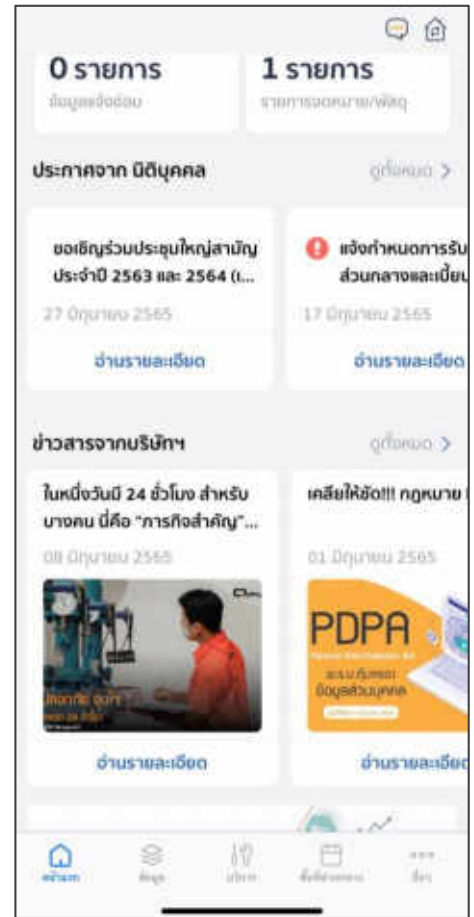 0 รายการ
1 รายการ
ข้อมูลแจ้งซ่อม
รายการจดหมาย/พัสดุ
ประกาศจาก นิติบุคคล
ดูทั้งหมด >
ขอเชิญร่วมประชุมใหญ่สามัญ
ประจำปี 2563 และ 2564 (เ...
27 มิถุนายน 2565
อ่านรายละเอียด
แจ้งกำหนดการรับ
ส่วนกลางและเบี้ย
17 มิถุนายน 2565
อ่านรายละเอียด
ข่าวสารจากบริษัทฯ
ดูทั้งหมด >
ในหนึ่งวันมี 24 ชั่วโมง สำหรับ
บางคน นี่คือ “ภารกิจสำคัญ”...
08 มิถุนายน 2565
อ่านรายละเอียด
เคลียให้ชัด!!! กฎหมาย
01 มิถุนายน 2565
PDPA
พ.ร.บ.คุ้มครอง
ข้อมูลส่วนบุคคล
อ่านรายละเอียด
หน้าแรก
ข้อมูล
บริการ
พื้นที่ส่วนกลาง
อื่นๆ